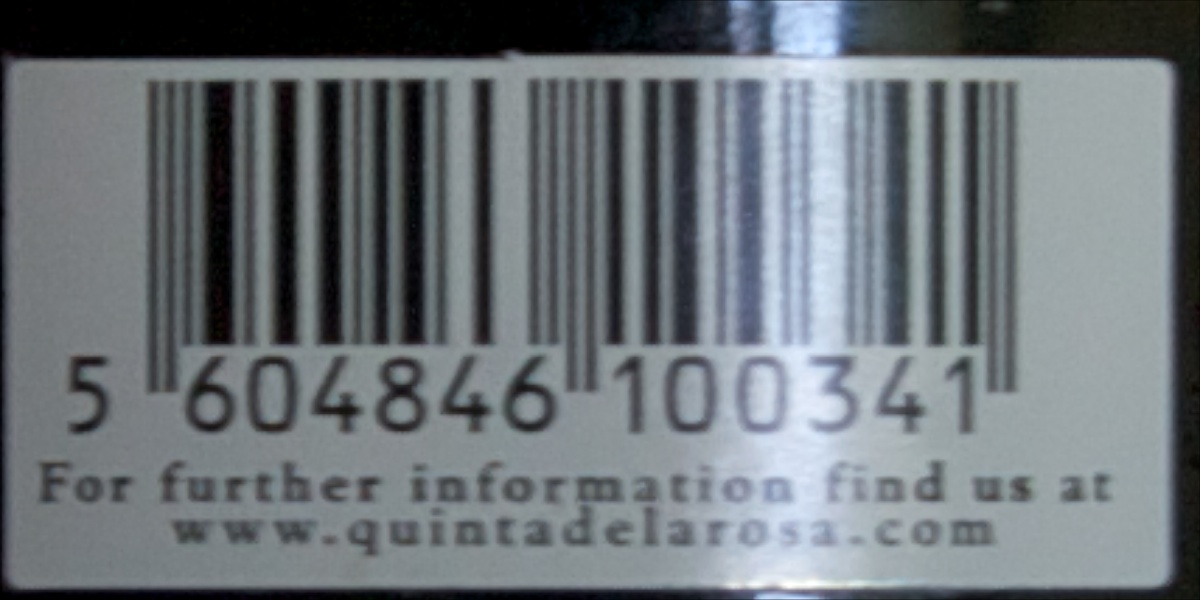 5 604846 100341
For further information find us at
www.quintadelarosa.com